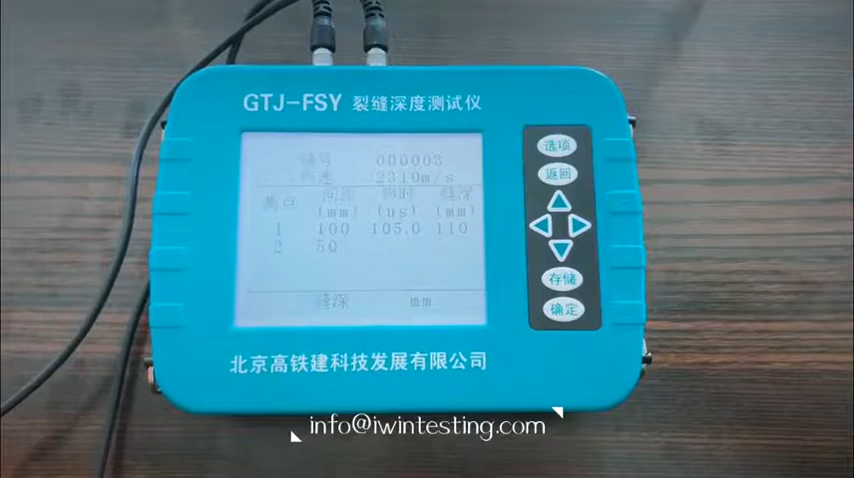 GTJ-FSY 裂缝深度测试仪
缝号 000002
声速 2310m/s
测点 间距 声时 缝深
(mm) (us) (mm)
1 100 105.0 110
2 50
缝深 mm
选项
返回
存储
确定
北京高铁建科技发展有限公司
info@iwintesting.com